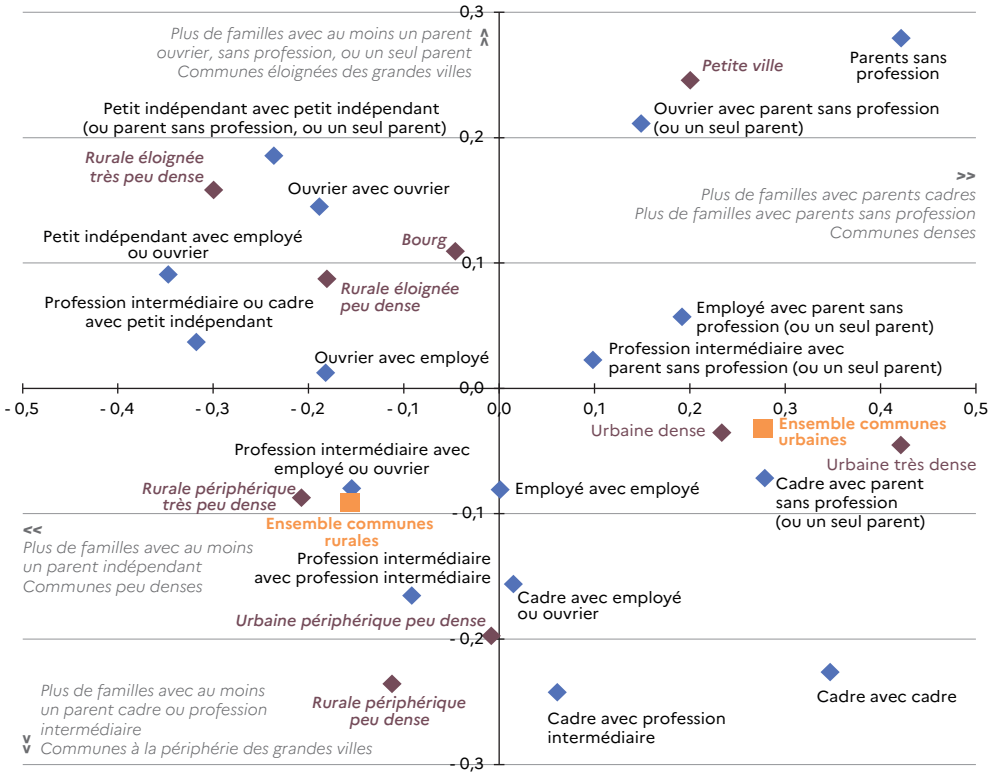 0,3
Plus de familles avec au moins un parent
ouvrier, sans profession, ou un seul parent
Communes éloignées des grandes villes
>>
Parents sans
profession
Petite ville
Petit indépendant avec petit indépendant
(ou parent sans profession, ou un seul parent)
Ouvrier avec parent sans profession
(ou un seul parent)
0,2
Rurale éloignée
très peu dense
Ouvrier avec ouvrier
>>
Plus de familles avec parents cadres
Plus de familles avec parents sans profession
Communes denses
Petit indépendant avec employé
ou ouvrier
Bourg
0,1
Rurale éloignée
peu dense
Profession intermédiaire ou cadre
avec petit indépendant
Employé avec parent sans
profession (ou un seul parent)
Ouvrier avec employé
Profession intermédiaire avec
parent sans profession (ou un seul parent)
0,0
- 0,5 - 0,4 - 0,3 - 0,2 - 0,1 0,0 0,1 0,2 0,3 0,4 0,5
Urbaine dense
Ensemble communes
urbaines
Urbaine très dense
Profession intermédiaire avec
employé ou ouvrier
Rurale périphérique
très peu dense
Employé avec employé
Cadre avec parent
sans profession
(ou un seul parent)
- 0,1
Ensemble communes
rurales
<<
Plus de familles avec au moins
un parent indépendant
Communes peu denses
Profession intermédiaire
avec profession intermédiaire
Cadre avec employé
ou ouvrier
Urbaine périphérique peu dense
- 0,2
Plus de familles avec au moins
un parent cadre ou profession
intermédiaire
<< Communes à la périphérie des grandes villes
Rurale périphérique
peu dense
Cadre avec profession
intermédiaire
Cadre avec cadre
- 0,3